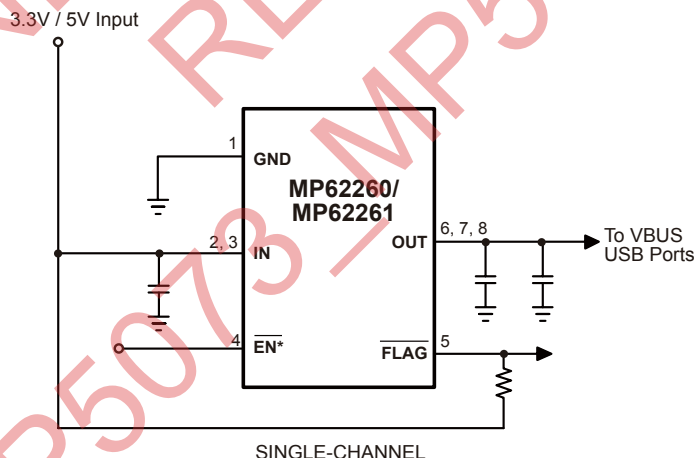 3.3V / 5V Input
1
GND
MP62260/
MP62261
2, 3
IN
OUT
6, 7, 8
To VBUS
USB Ports
4
EN*
FLAG
5
SINGLE-CHANNEL